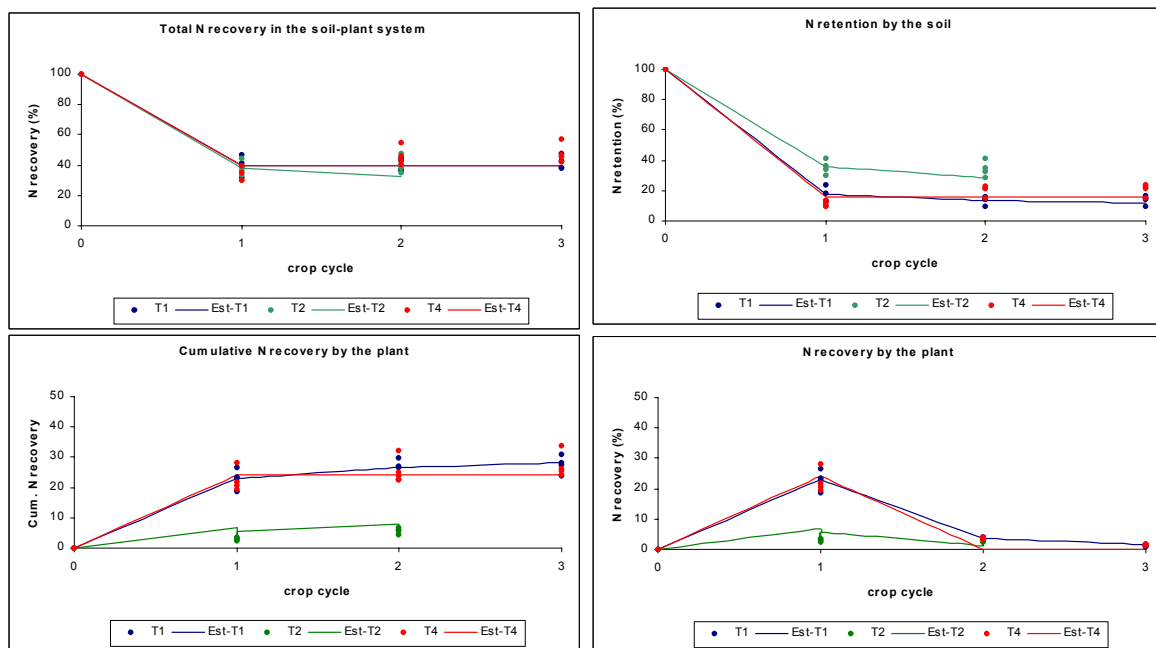 Total N recovery in the soil-plant system
N recovery (%)
100
80
60
40
20
0
0 1 2 3
crop cycle
T1 Est-T1 T2 Est-T2 T4 Est-T4
N retention by the soil
N retention (%)
100
80
60
40
20
0
0 1 2 3
crop cycle
T1 Est-T1 T2 Est-T2 T4 Est-T4
Cumulative N recovery by the plant
Cum. N recovery
50
40
30
20
10
0
0 1 2 3
crop cycle
T1 Est-T1 T2 Est-T2 T4 Est-T4
N recovery by the plant
N recovery (%)
50
40
30
20
10
0
0 1 2 3
crop cycle
T1 Est-T1 T2 Est-T2 T4 Est-T4